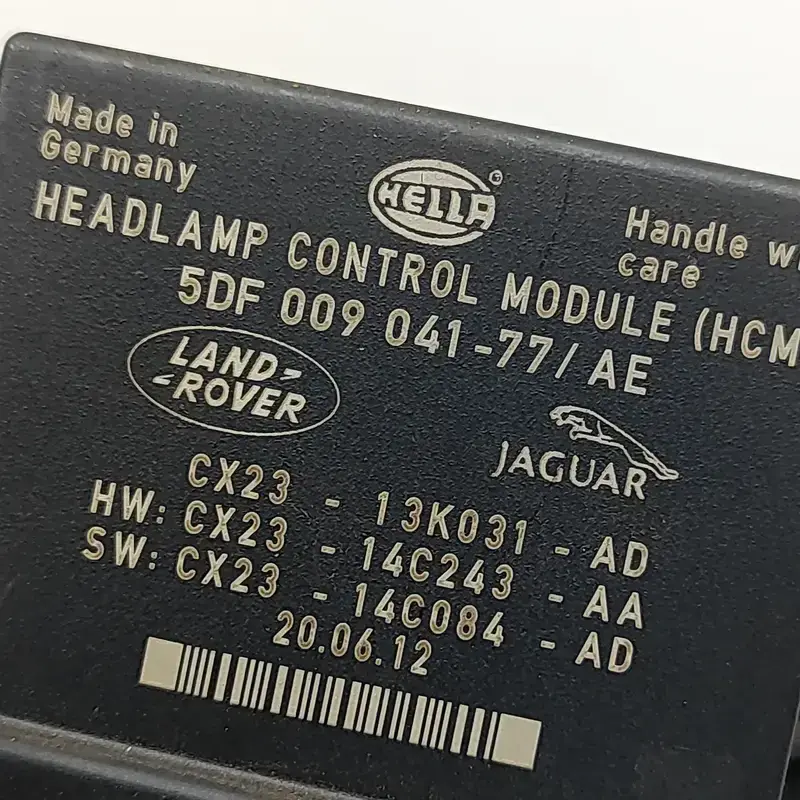 Made in
Germany
HELLA
®
Handle
care
HEADLAMP CONTROL MODULE (HCM
5DF 009 041-77/AE
LAND
ROVER
JAGUAR
CX23 - 13K031 - AD
HW: CX23 - 14C243 - AA
SW: CX23 - 14C084 - AD
20.06.12